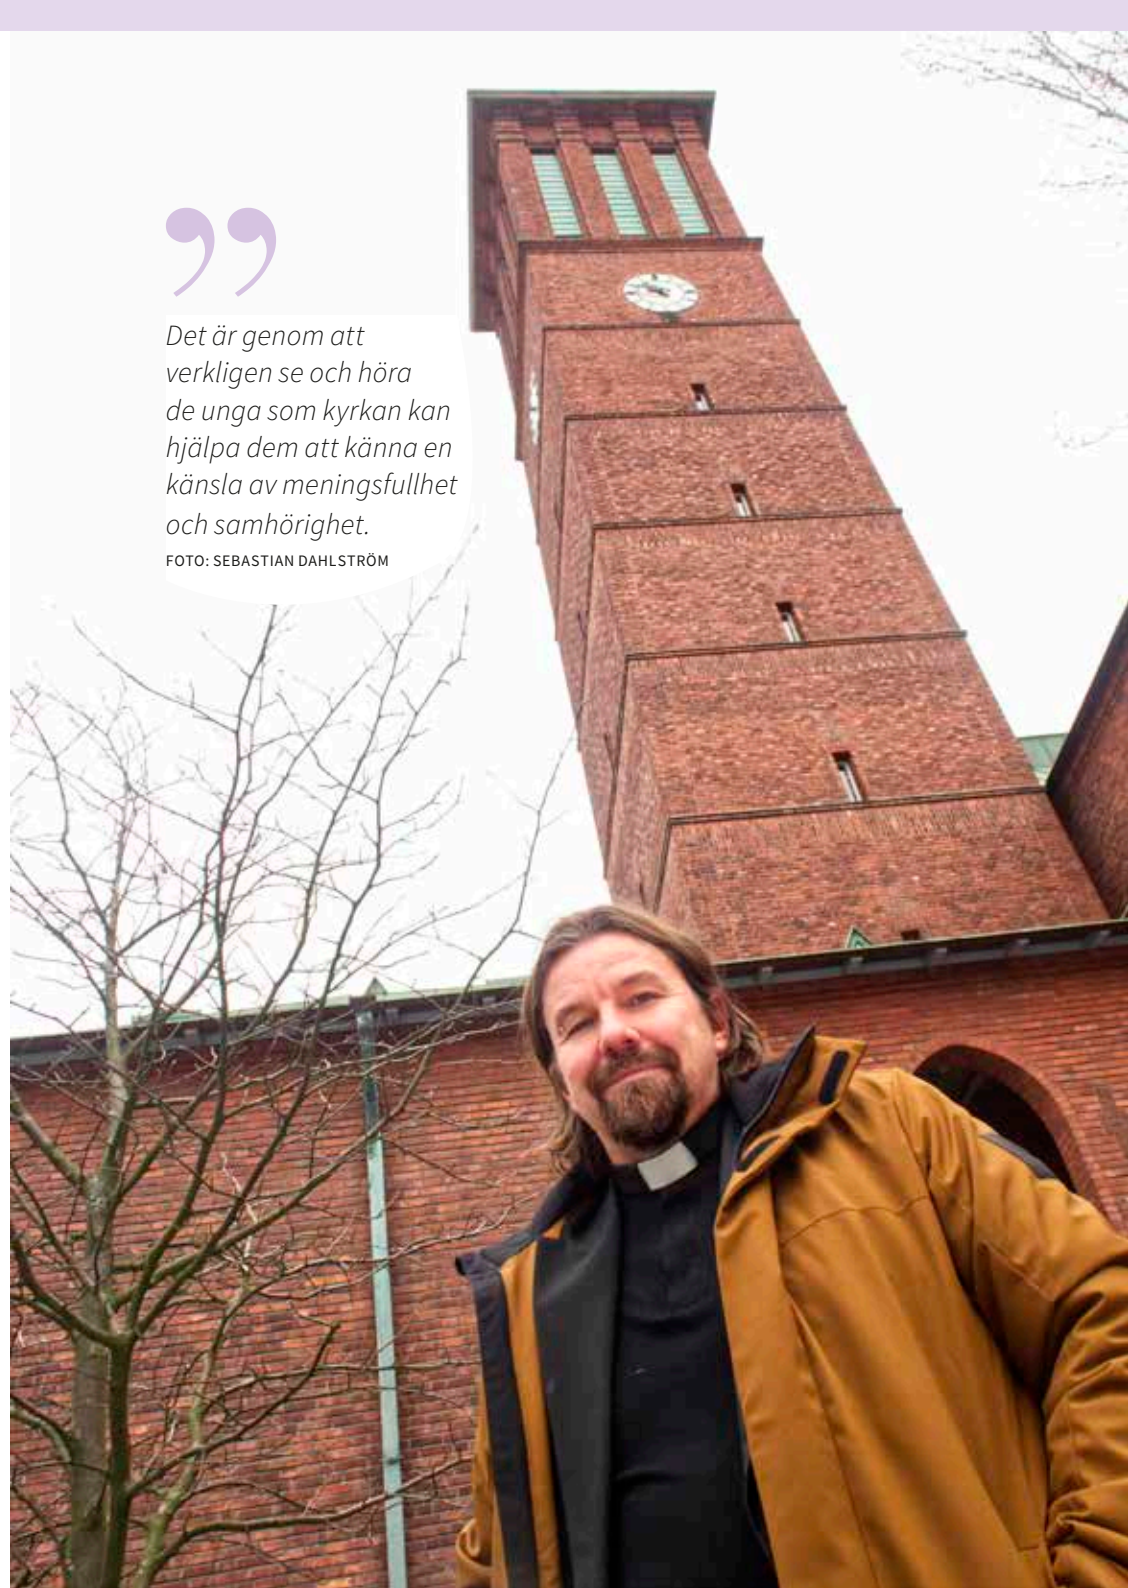 ”
Det är genom att
verkligen se och höra
de unga som kyrkan kan
hjälpa dem att känna en
känsla av meningsfullhet
och samhörighet.
FOTO: SEBASTIAN DAHLSTRÖM